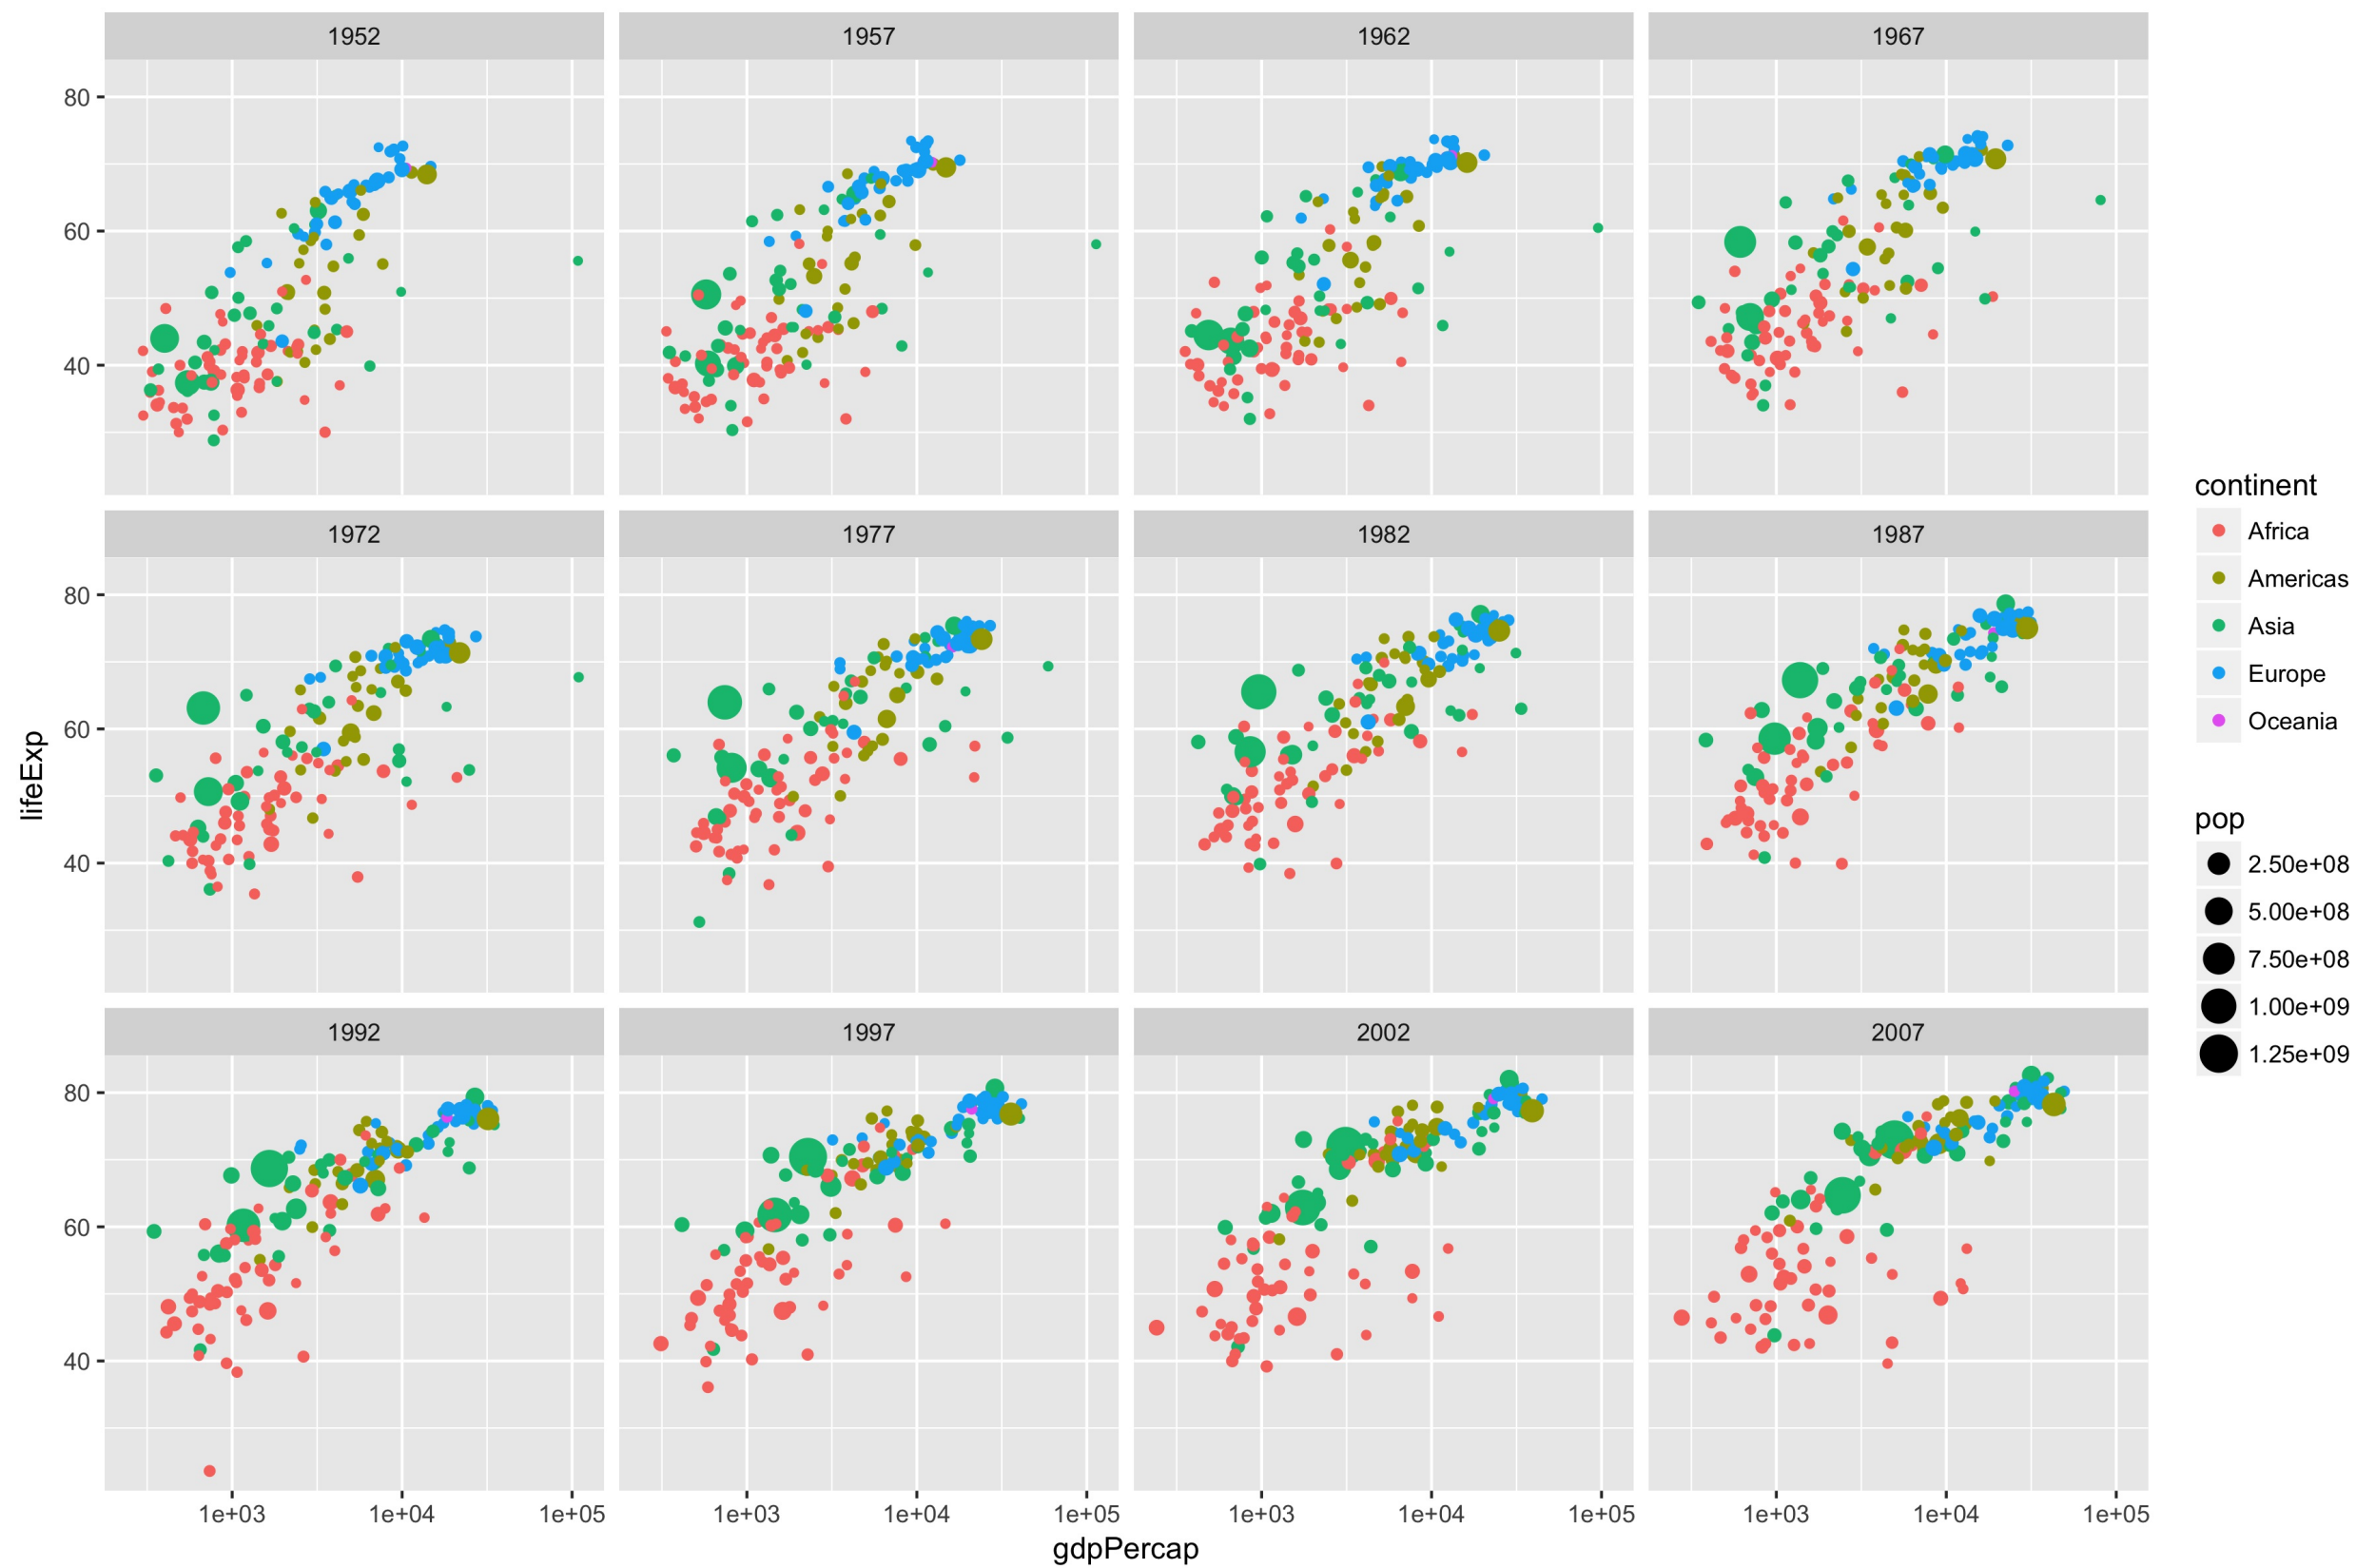 1952 1957 1962 1967
80
60
40
1972 1977 1982 1987
80
60
40
1992 1997 2002 2007
80
60
40
1e+03 1e+04 1e+05 1e+03 1e+04 1e+05 1e+03 1e+04 1e+05 1e+03 1e+04 1e+05
gdpPercap
lifeExp
continent
Africa
Americas
Asia
Europe
Oceania
pop
2.50e+08
5.00e+08
7.50e+08
1.00e+09
1.25e+09